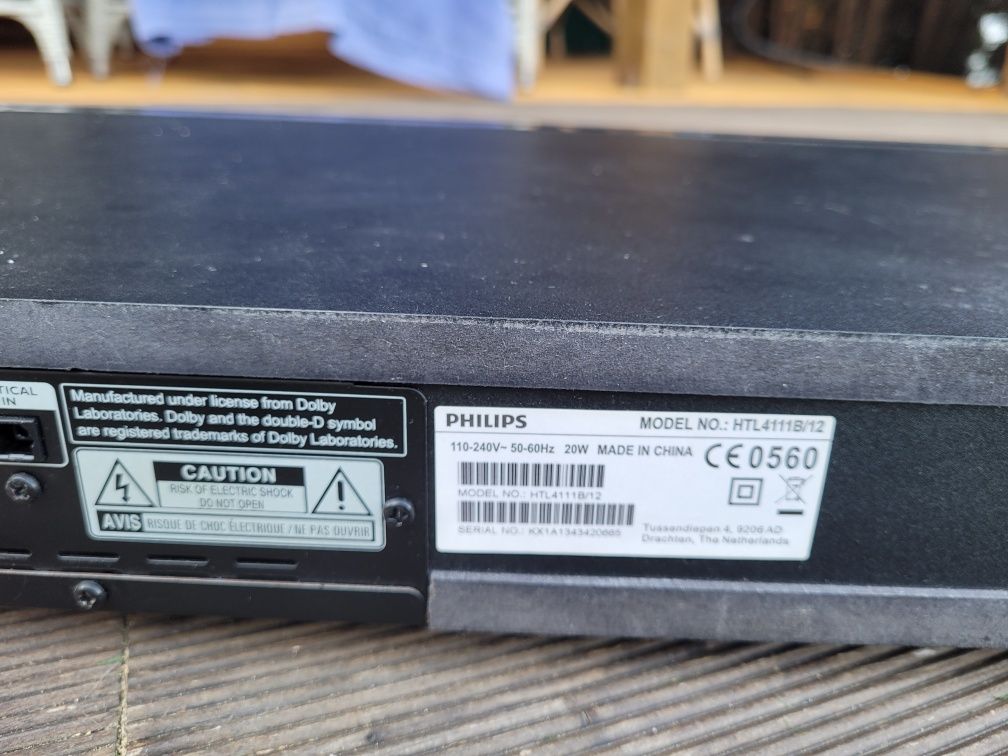 TICAL
IN
Manufactured under license from Dolby
Laboratories. Dolby and the double-D symbol
are registered trademarks of Dolby Laboratories.
CAUTION
RISK OF ELECTRIC SHOCK
DO NOT OPEN
AVIS RISQUE DE CHOC ÉLECTRIQUE / NE PAS OUVRIR
PHILIPS MODEL NO.: HTL4111B/12
110-240V~ 50-60Hz 20W MADE IN CHINA CE0560
MODEL NO.: HTL4111B/12
SERIAL NO.: KX1A1343420665
Tussendiepen 4, 9206 AD
Drachten, The Netherlands